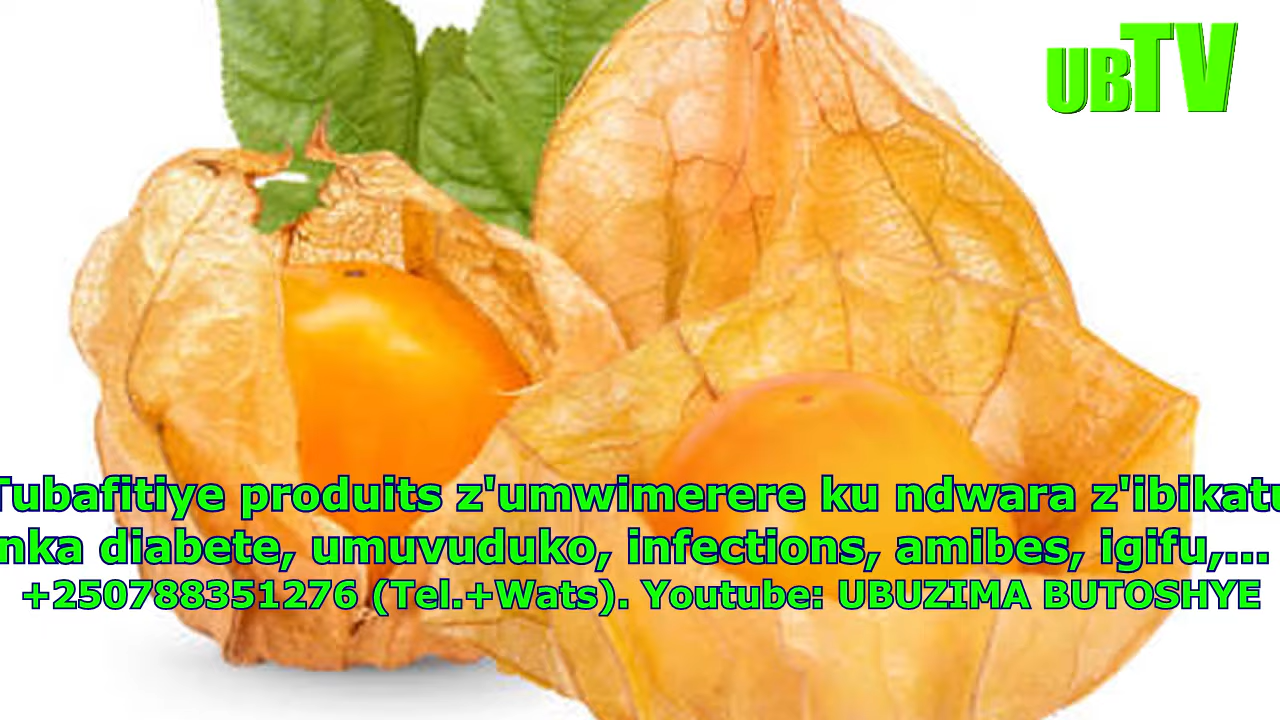 UBTV
Tubafitiye produits z'umwimerere ku ndwara z'ibikatu
nka diabete, umuvuduko, infections, amibes, igifu,...
+250788351276 (Tel.+Wats). Youtube: UBUZIMA BUTOSHYE